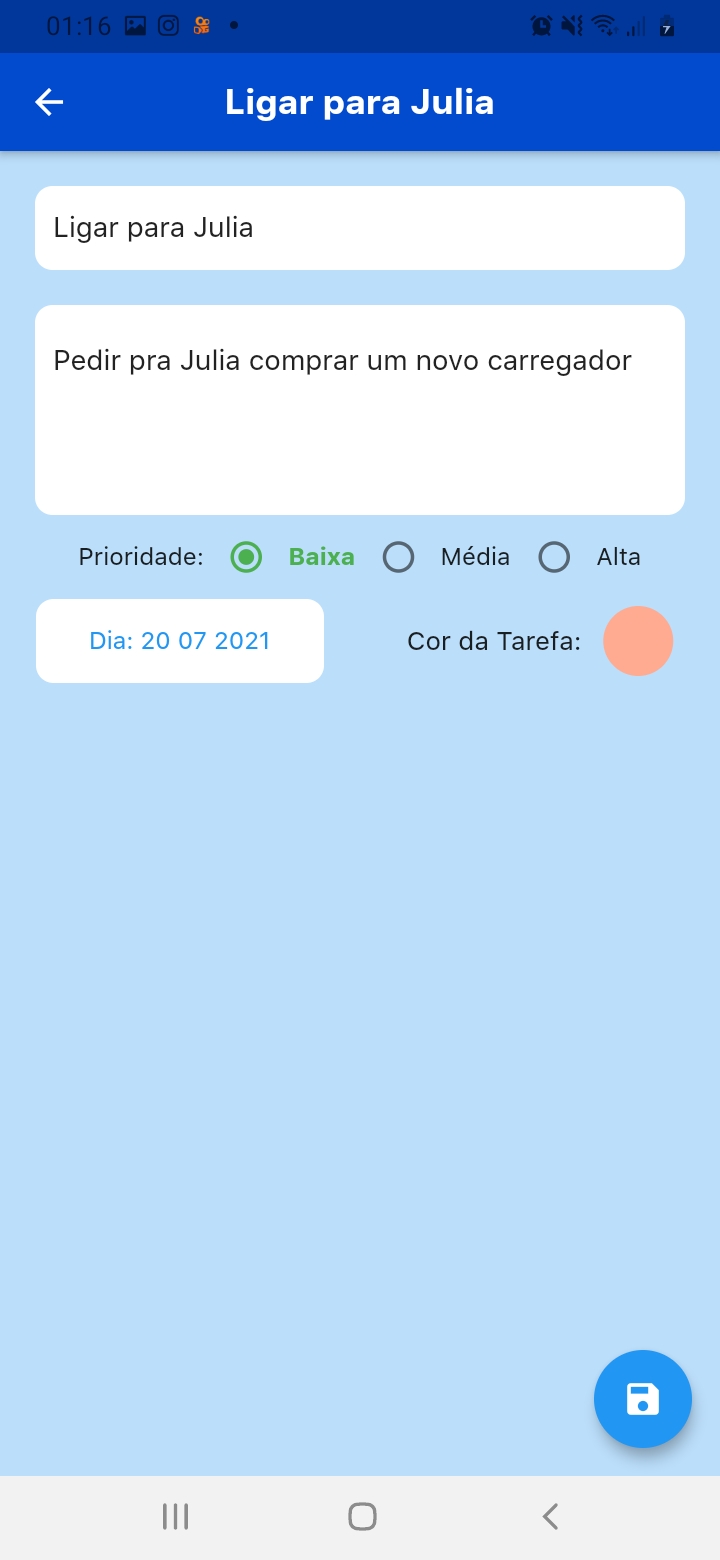 01:16
Ligar para Julia
Ligar para Julia
Pedir pra Julia comprar um novo carregador
Prioridade: Baixa Média Alta
Dia: 20 07 2021 Cor da Tarefa: